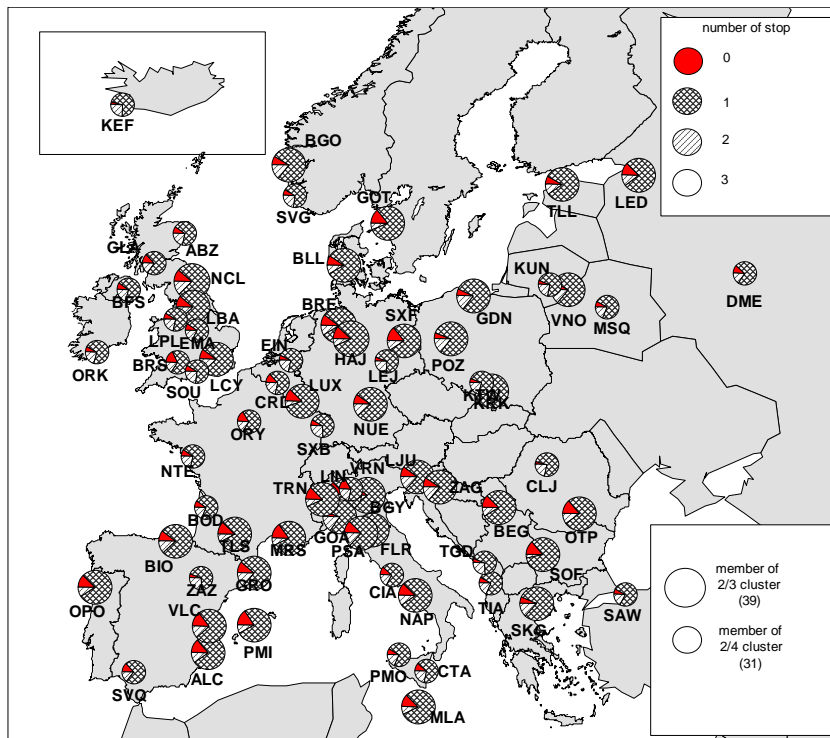 number of stop
0
1
2
3
KEF
BGO
SVG
GOT
TLL
LED
GLA
ABZ
BLL
NCL
BFS
KUN
VNO
MSQ
DME
BRE
SXF
GDN
LBA
LPL
EMA
HAJ
POZ
ORK
BRS
SOU
LCY
EIN
LEJ
CRL
LUX
KTW
KRK
ORY
SXB
NUE
NTE
LJU
VRN
LIN
ZAG
CLJ
TRN
BGY
BOD
TLS
MRS
GOA
PSA
FLR
BEG
OTP
BIO
TGD
SOF
ZAZ
GRO
CIA
NAP
TIA
SKG
SAW
OPO
VLC
PMI
ALC
SVQ
PMO
CTA
MLA
member of
2/3 cluster
(39)
member of
2/4 cluster
(31)